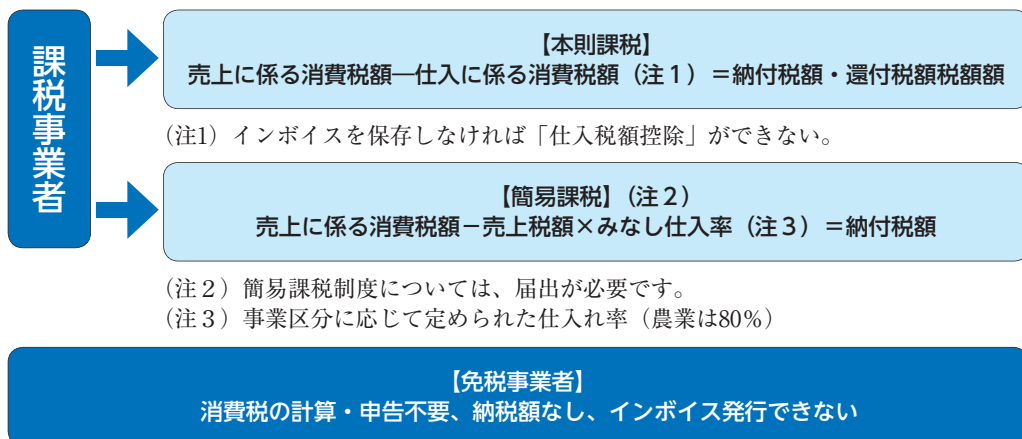 課税事業者
【本則課税】
売上に係る消費税額―仕入に係る消費税額（注１）＝納付税額・還付税額税額額
（注1）インボイスを保存しなければ「仕入税額控除」ができない。
【簡易課税】（注２）
売上に係る消費税額－売上税額×みなし仕入率（注３）＝納付税額
（注２）簡易課税制度については、届出が必要です。
（注３）事業区分に応じて定められた仕入れ率（農業は80%）
【免税事業者】
消費税の計算・申告不要、納税額なし、インボイス発行できない